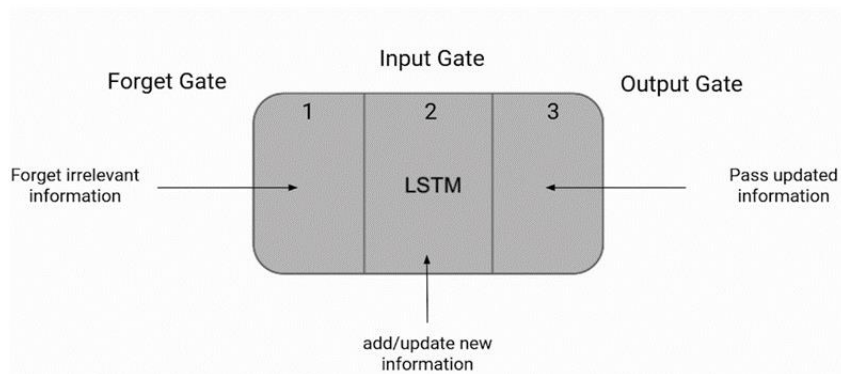 Input Gate
Forget Gate
Output Gate
1
2
3
Forget irrelevant
information
LSTM
Pass updated
information
add/update new
information